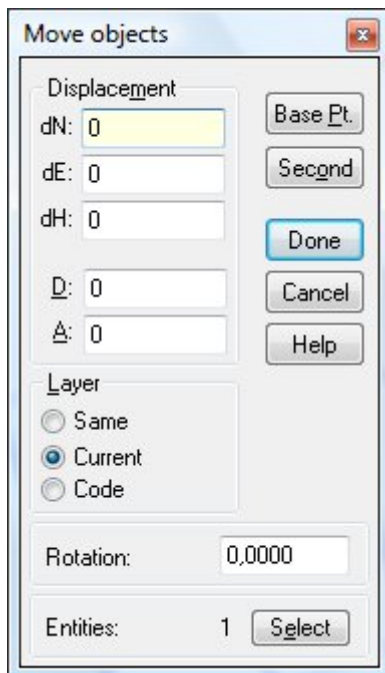 Move objects
Displacement
dN: 0
Base Pt.
dE: 0
Second
dH: 0
Done
D: 0
Cancel
A: 0
Help
Layer
Same
Current
Code
Rotation: 0,0000
Entities: 1 Select